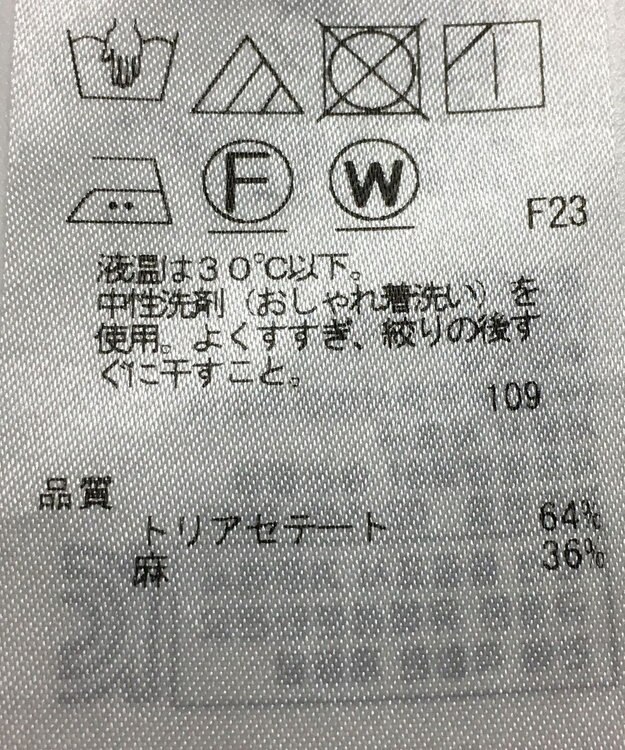 F
W
F23
液温は30℃以下。
中性洗剤（おしゃれ着洗い）を
使用。よくすすぎ、絞りの後す
ぐに干すこと。
109
品質
トリアセテート 64%
麻 36%